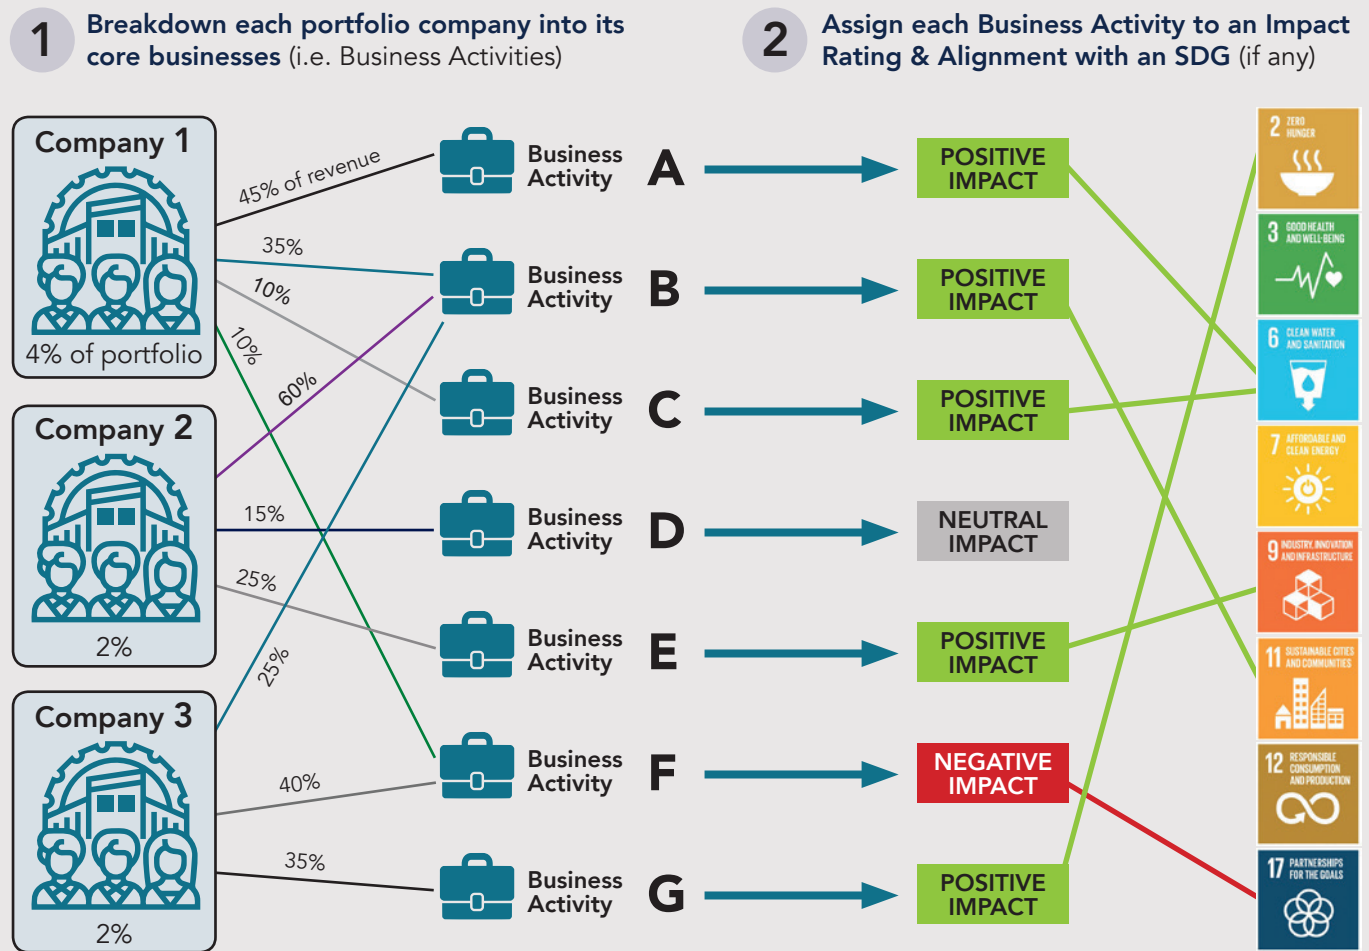 1
Breakdown each portfolio company into its
core businesses (i.e. Business Activities)
2
Assign each Business Activity to an Impact
Rating & Alignment with an SDG (if any)
Company 1
4% of portfolio
45% of revenue
35%
10%
10%
Company 2
2%
60%
15%
25%
Company 3
2%
25%
40%
35%
Business
Activity
A
POSITIVE
IMPACT
Business
Activity
B
POSITIVE
IMPACT
Business
Activity
C
POSITIVE
IMPACT
Business
Activity
D
NEUTRAL
IMPACT
Business
Activity
E
POSITIVE
IMPACT
Business
Activity
F
NEGATIVE
IMPACT
Business
Activity
G
POSITIVE
IMPACT
2 ZERO
HUNGER
3 GOOD HEALTH
AND WELL-BEING
6 CLEAN WATER
AND SANITATION
7 AFFORDABLE AND
CLEAN ENERGY
9 INDUSTRY, INNOVATION
AND INFRASTRUCTURE
11 SUSTAINABLE CITIES
AND COMMUNITIES
12 RESPONSIBLE
CONSUMPTION
AND PRODUCTION
17 PARTNERSHIPS
FOR THE GOALS